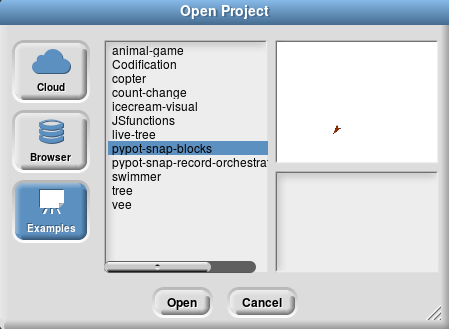 Open Project
Cloud
Browser
Examples
animal-game
Codification
copter
count-change
icecream-visual
JSfunctions
live-tree
pypot-snap-blocks
pypot-snap-record-orchestra
swimmer
tree
vee
Open
Cancel